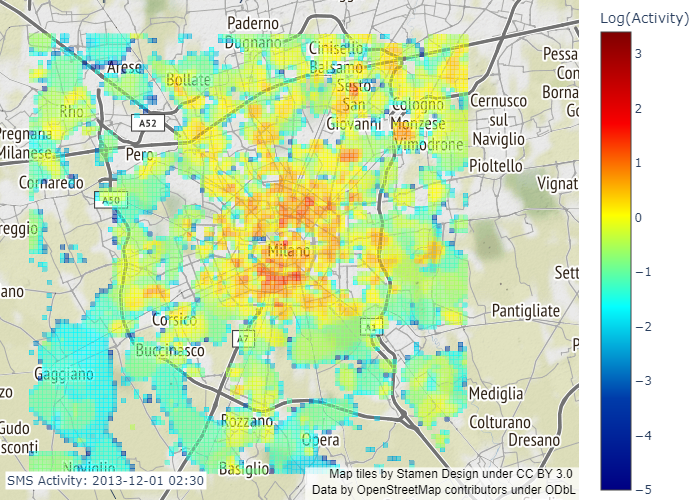 Log(Activity)
3
2
1
0
−1
−2
−3
−4
−5
Paderno
Dugnano
Cinisello
Balsamo
Arese
Bollate
Sesto
San
Giovanni
Rho
Cologno
Monzese
Vimodrone
Cernusco
sul
Naviglio
Pessa
Con
Borna
Go
A52
Pregnana
Milanese
Pero
Pioltello
Cornaredo
Vignat
A50
reggio
Milano
Sett
ano
Pantigliate
Corsico
A1
A7
Buccinasco
P
Gaggiano
zo
Mediglia
Rozzano
Colturano
Gudo
sconti
Opera
Dresano
Noviglio
Basiglio
SMS Activity: 2013-12-01 02:30
Map tiles by Stamen Design under CC BY 3.0
Data by OpenStreetMap contributors under ODbL